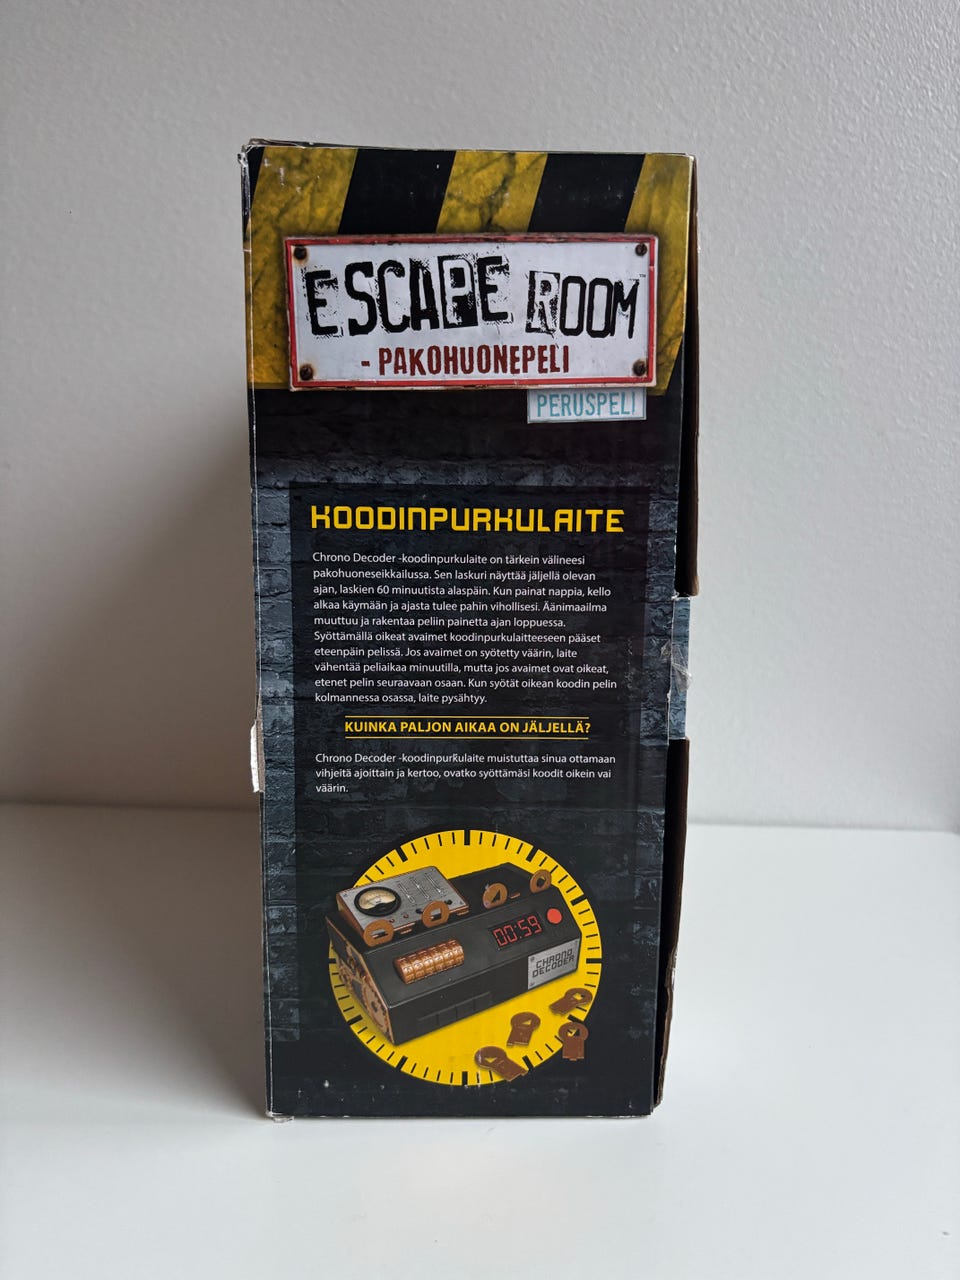 ESCAPE ROOM
- PAKOHUONEPELI
PERUSPELI
KOODINPURKULAITE
Chrono Decoder -koodinpurkulaite on tärkein välineesi
pakohuoneseikkailussa. Sen laskuri näyttää jäljellä olevan
ajan, laskien 60 minuutista alaspäin. Kun painat nappia, kello
alkaa käymään ja ajasta tulee pahin vihollisesi. Äänimaailma
muuttuu ja rakentaa peliin painetta ajan loppuessa.
Syöttämällä oikeat avaimet koodinpurkulaitteeseen pääset
eteenpäin pelissä. Jos avaimet on syötetty väärin, laite
vähentää peliaikaa minuutilla, mutta jos avaimet ovat oikeat,
etenet pelin seuraavaan osaan. Kun syötät oikean koodin pelin
kolmannessa osassa, laite pysähtyy.
KUINKA PALJON AIKAA ON JÄLJELLÄ?
Chrono Decoder -koodinpurkulaite muistuttaa sinua ottamaan
vihjeitä ajoittain ja kertoo, ovatko syöttämäsi koodit oikein vai
väärin.
00:59
CHRONO
DECODER